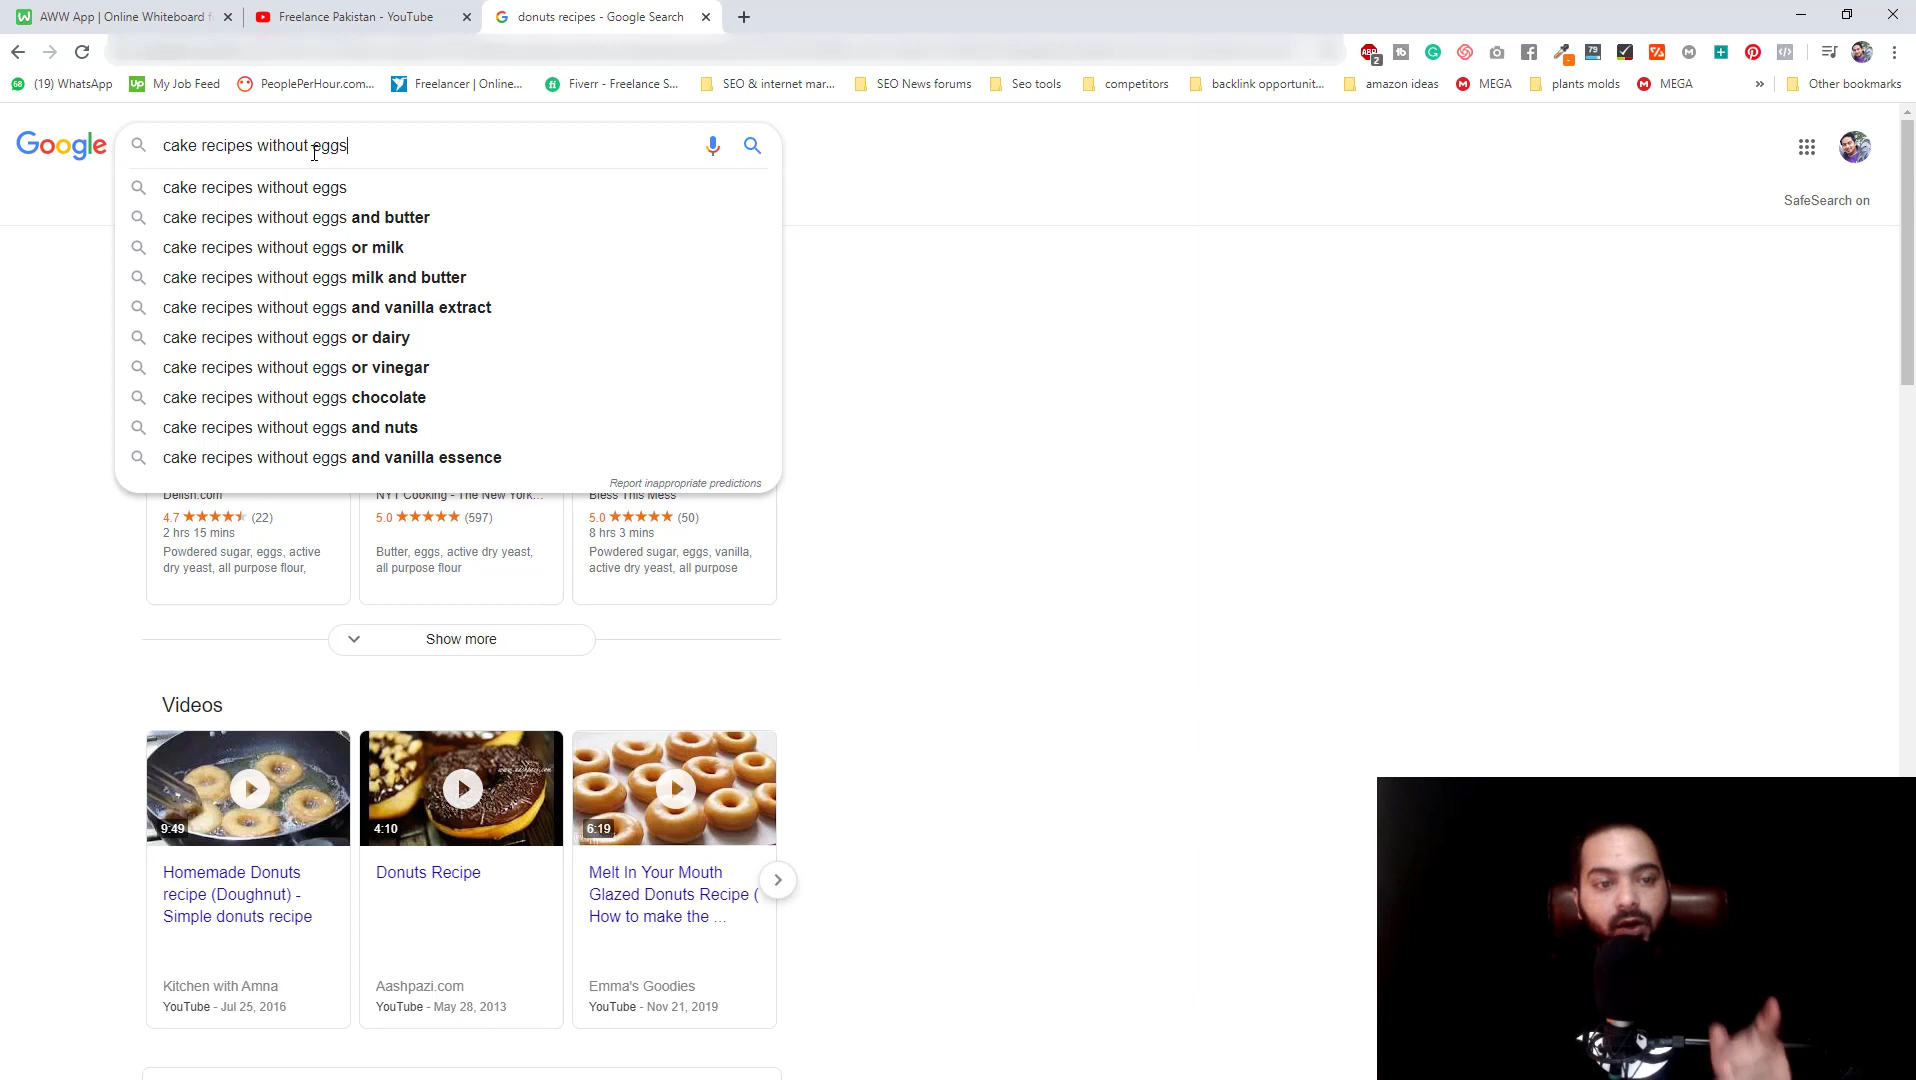 AWW App | Online Whiteboard f
Freelance Pakistan - YouTube
donuts recipes - Google Search
(19) WhatsApp
My Job Feed
PeoplePerHour.com...
Freelancer | Online...
Fiverr - Freelance S...
SEO & internet mar...
SEO News forums
Seo tools
competitors
backlink opportunit...
amazon ideas
MEGA
plants molds
MEGA
Other bookmarks
Google
cake recipes without eggs
SafeSearch on
cake recipes without eggs
cake recipes without eggs and butter
cake recipes without eggs or milk
cake recipes without eggs milk and butter
cake recipes without eggs and vanilla extract
cake recipes without eggs or dairy
cake recipes without eggs or vinegar
cake recipes without eggs chocolate
cake recipes without eggs and nuts
cake recipes without eggs and vanilla essence
Report inappropriate predictions
Delish.com
4.7 (22)
2 hrs 15 mins
Powdered sugar, eggs, active
dry yeast, all purpose flour,
NYT Cooking - The New York...
5.0 (597)
Butter, eggs, active dry yeast,
all purpose flour
Bless This Mess
5.0 (50)
8 hrs 3 mins
Powdered sugar, eggs, vanilla,
active dry yeast, all purpose
Show more
Videos
9:49
Homemade Donuts
recipe (Doughnut) -
Simple donuts recipe
Kitchen with Amna
YouTube - Jul 25, 2016
4:10
Donuts Recipe
Aashpazi.com
YouTube - May 28, 2013
6:19
Melt In Your Mouth
Glazed Donuts Recipe (
How to make the ...
Emma's Goodies
YouTube - Nov 21, 2019